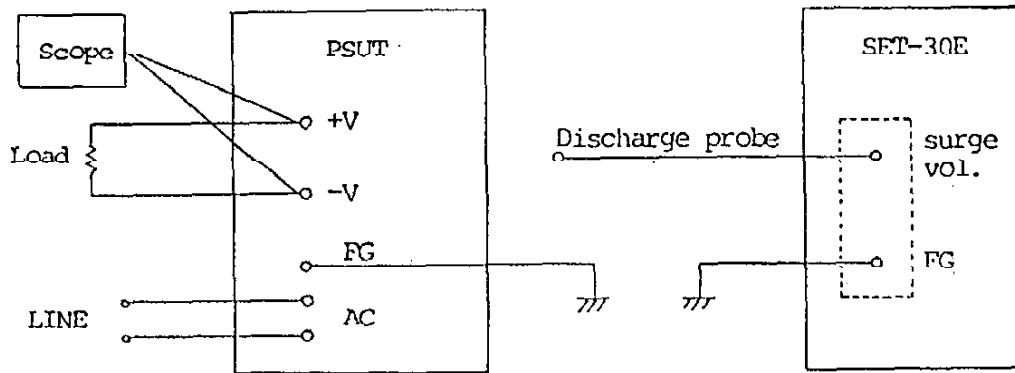 Scope
PSUT
SET-30E
+V
Load
-V
FG
AC
LINE
Discharge probe
surge
vol.
FG